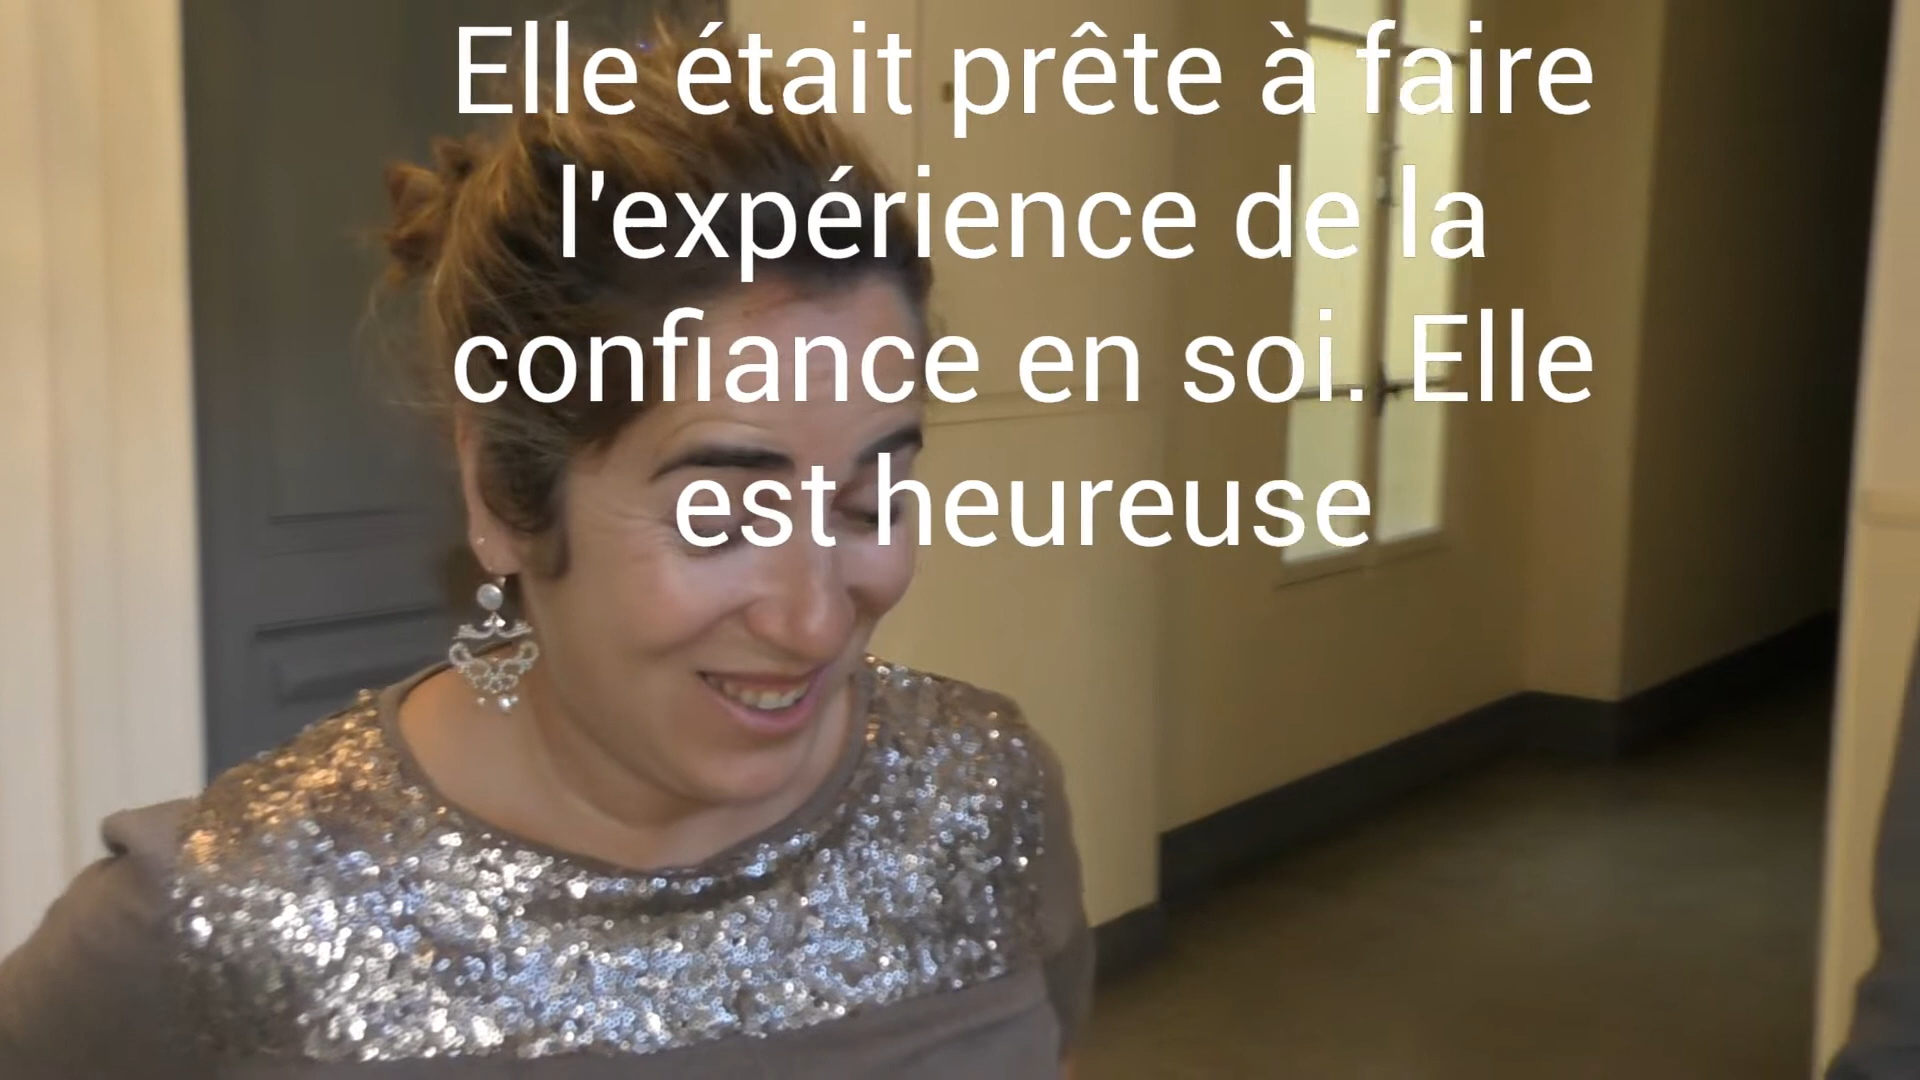 Elle était prête à faire
l'expérience de la
confiance en soi. Elle
est heureuse